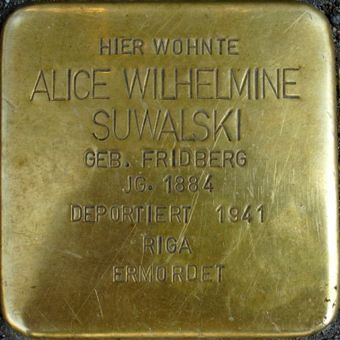 HIER WOHNTE
ALICE WILHELMINE
SUWALSKI
GEB. FRIDBERG
JG. 1884
DEPORTIERT 1941
RIGA
ERMORDET